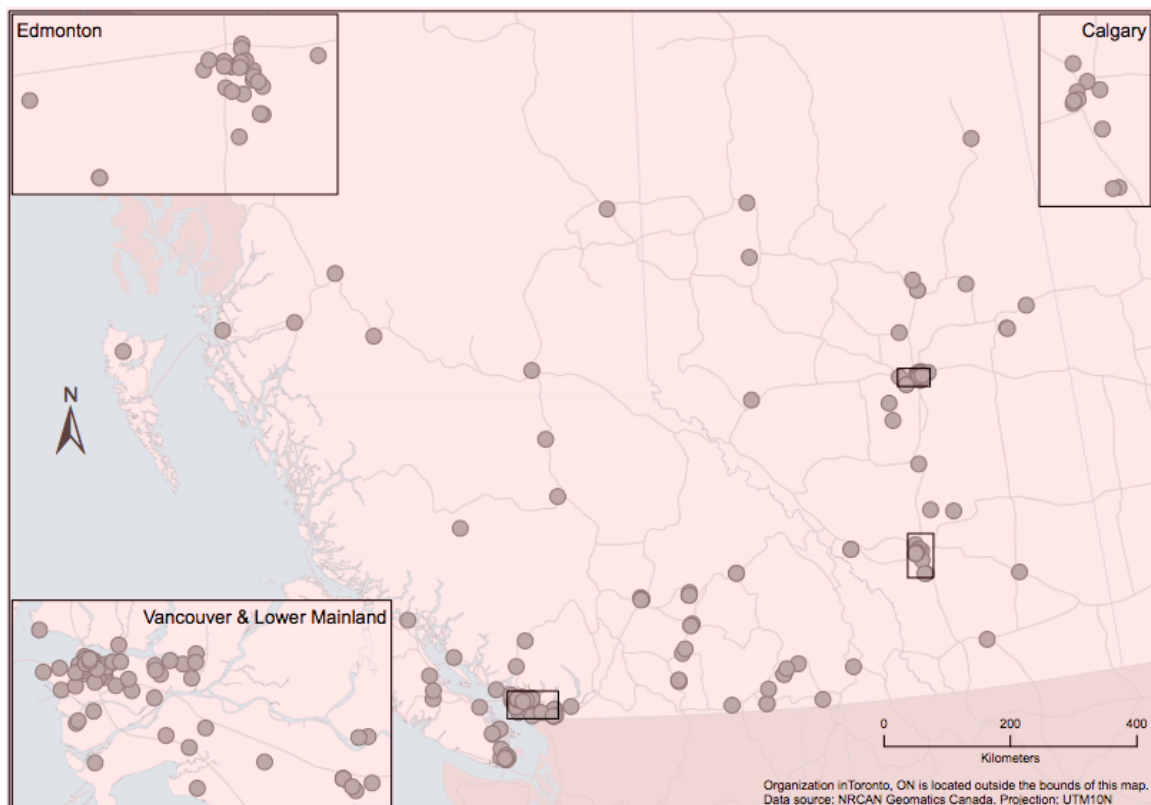 Edmonton
Calgary
N
Vancouver & Lower Mainland
0 200 400
Kilometers
Organization inToronto, ON is located outside the bounds of this map.
Data source: NRCAN Geomatics Canada. Projection: UTM10N